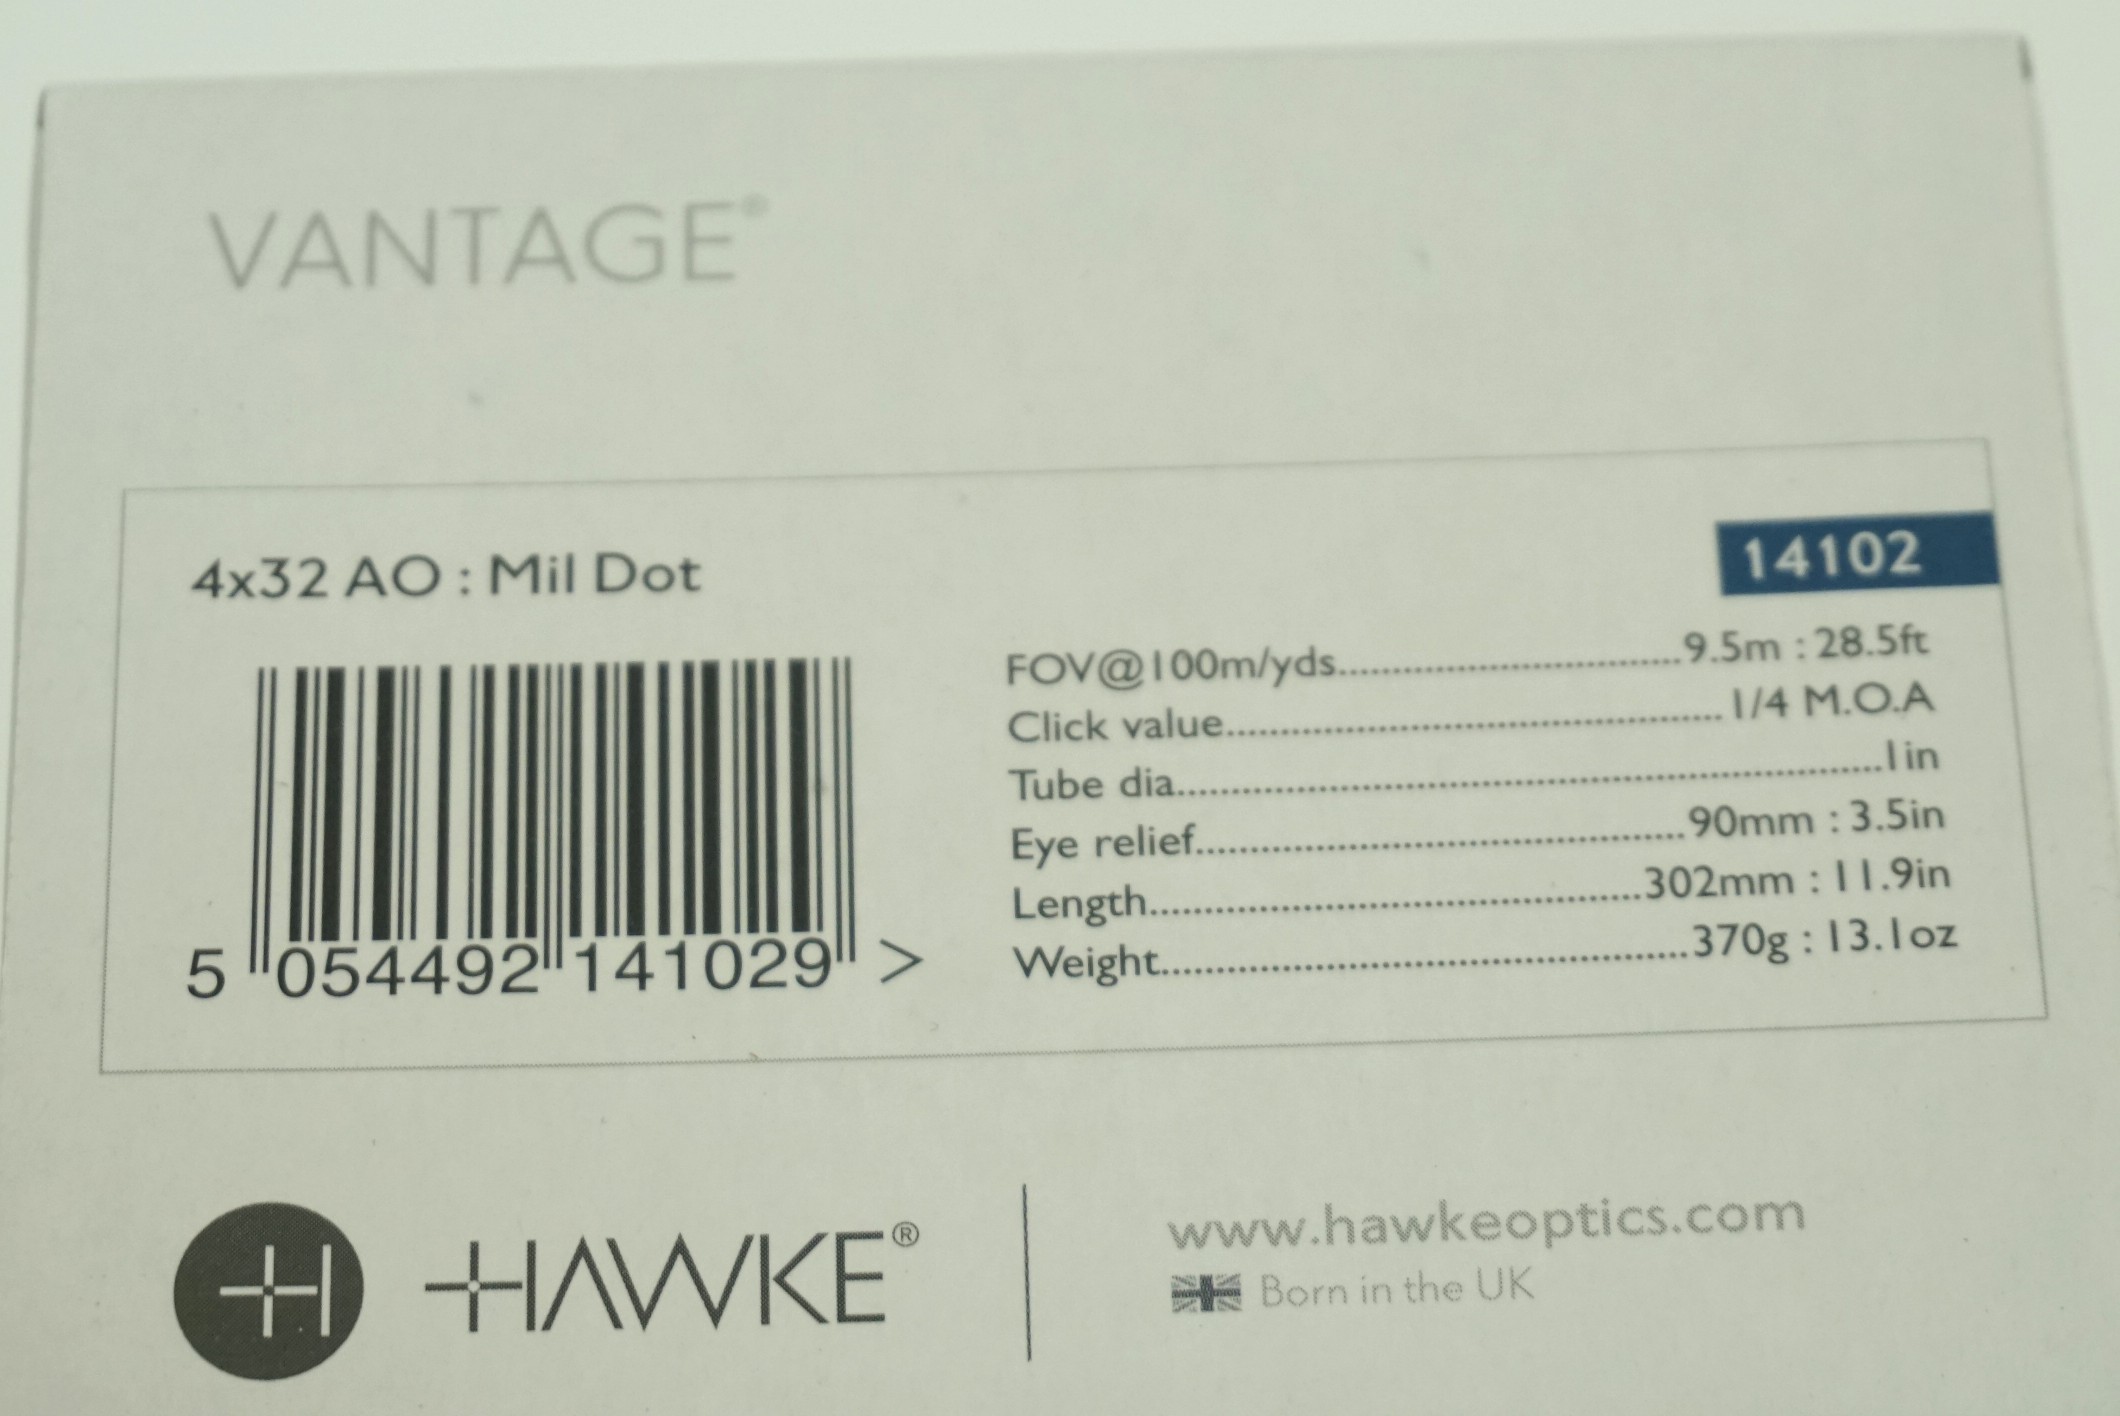 VANTAGE®
4x32 AO : Mil Dot
14102
FOV@100m/yds..............................9.5m : 28.5ft
Click value..............................1/4 M.O.A
Tube dia..............................1in
Eye relief..............................90mm : 3.5in
Length..............................302mm : 11.9in
Weight..............................370g : 13.1oz
5 054492 141029 >
HAWKE®
www.hawkeoptics.com
Born in the UK